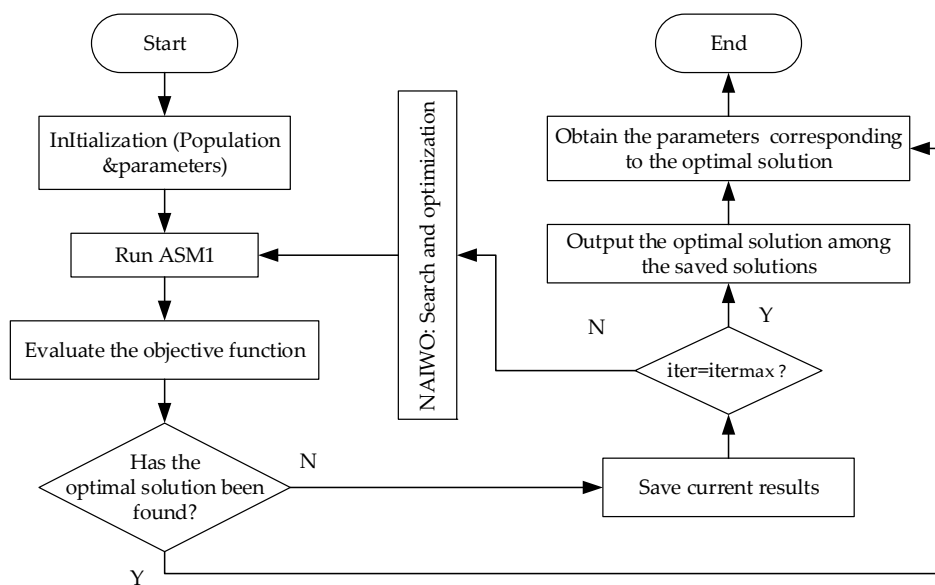 Start
InItialization (Population
&parameters)
Run ASM1
Evaluate the objective function
Has the
optimal solution been
found?
N
Y
NAIWO: Search and optimization
End
Obtain the parameters corresponding
to the optimal solution
Output the optimal solution among
the saved solutions
N
Y
iter=itermax ?
Save current results